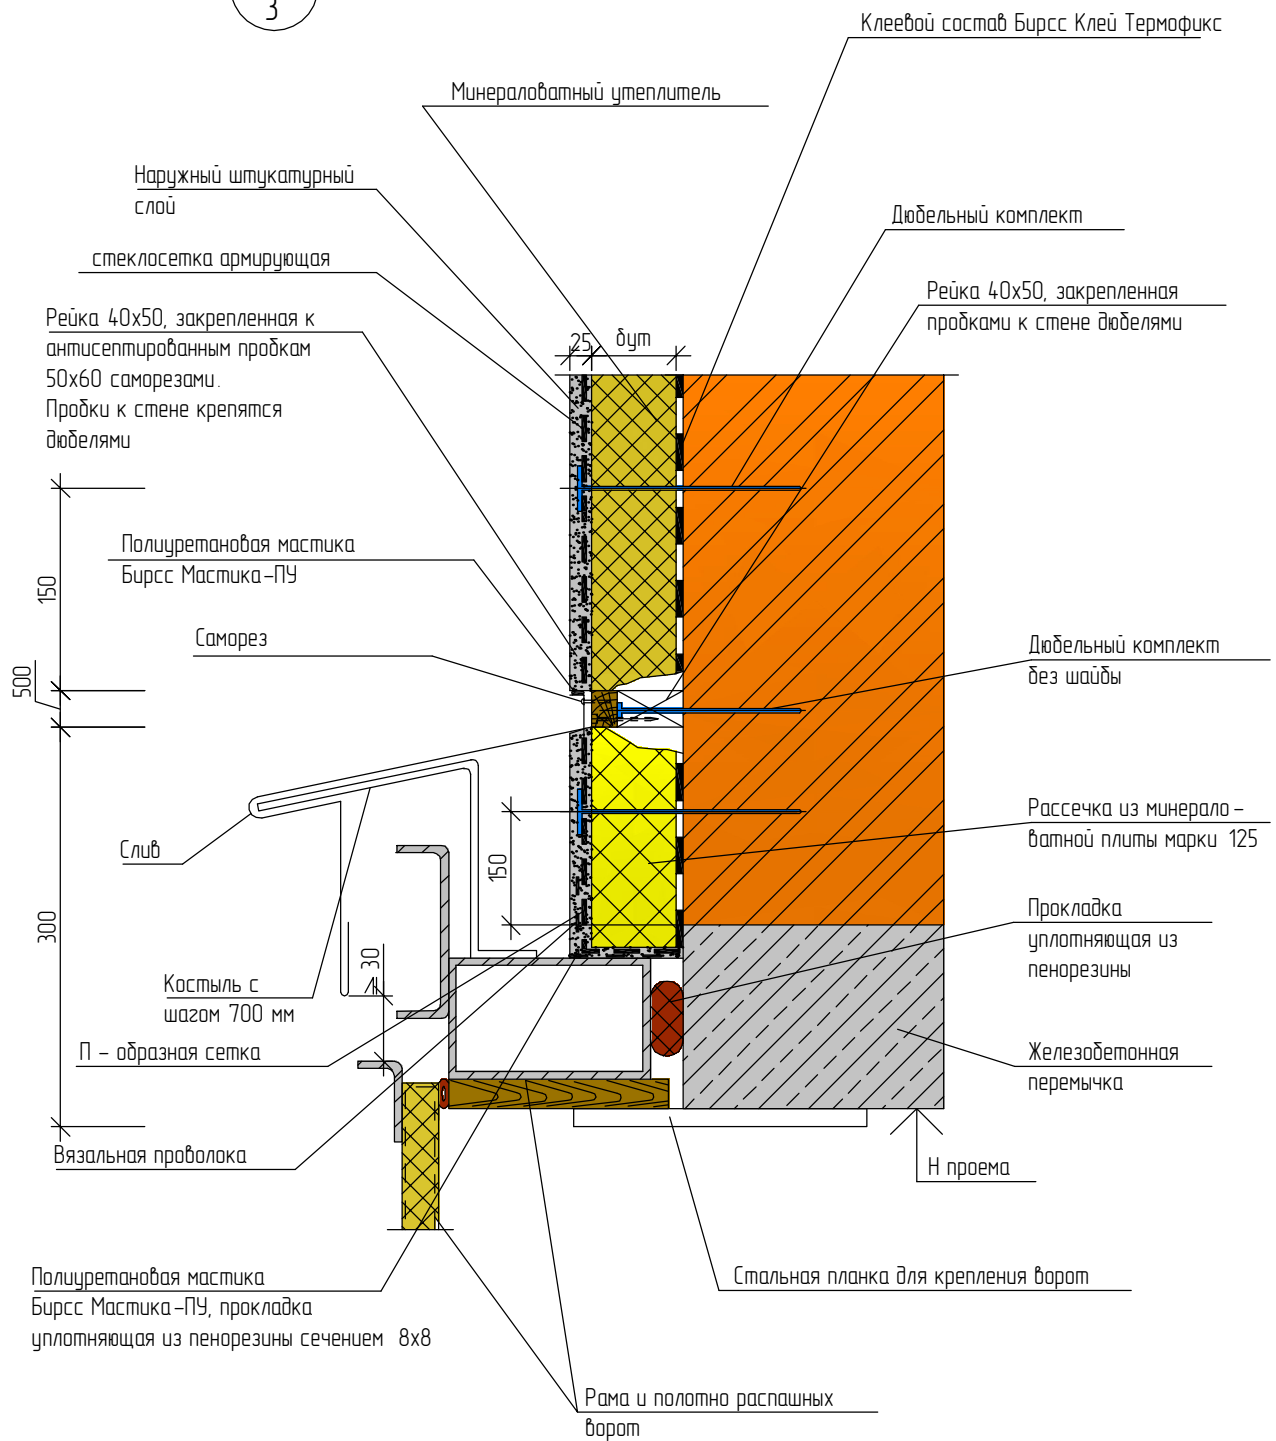 3
Клеевой состав Бирсс Клей Термофикс
Минераловатный утеплитель
Наружный штукатурный
слой
Дюбельный комплект
стеклосетка армирующая
Рейка 40х50, закрепленная
пробками к стене дюбелями
Рейка 40х50, закрепленная к
антисептированным пробкам
50х60 саморезами.
Пробки к стене крепятся
дюбелями
25
бут
150
500
300
Полиуретановая мастика
Бирсс Мастика-ПУ
Саморез
Дюбельный комплект
без шайбы
Слив
Рассечка из минерало-
ватной плиты марки 125
150
Прокладка
уплотняющая из
пенорезины
⩾30
Костыль с
шагом 700 мм
П - образная сетка
Железобетонная
перемычка
Вязальная проволока
Н проема
Полиуретановая мастика
Бирсс Мастика-ПУ, прокладка
уплотняющая из пенорезины сечением 8х8
Стальная планка для крепления ворот
Рама и полотно распашных
ворот